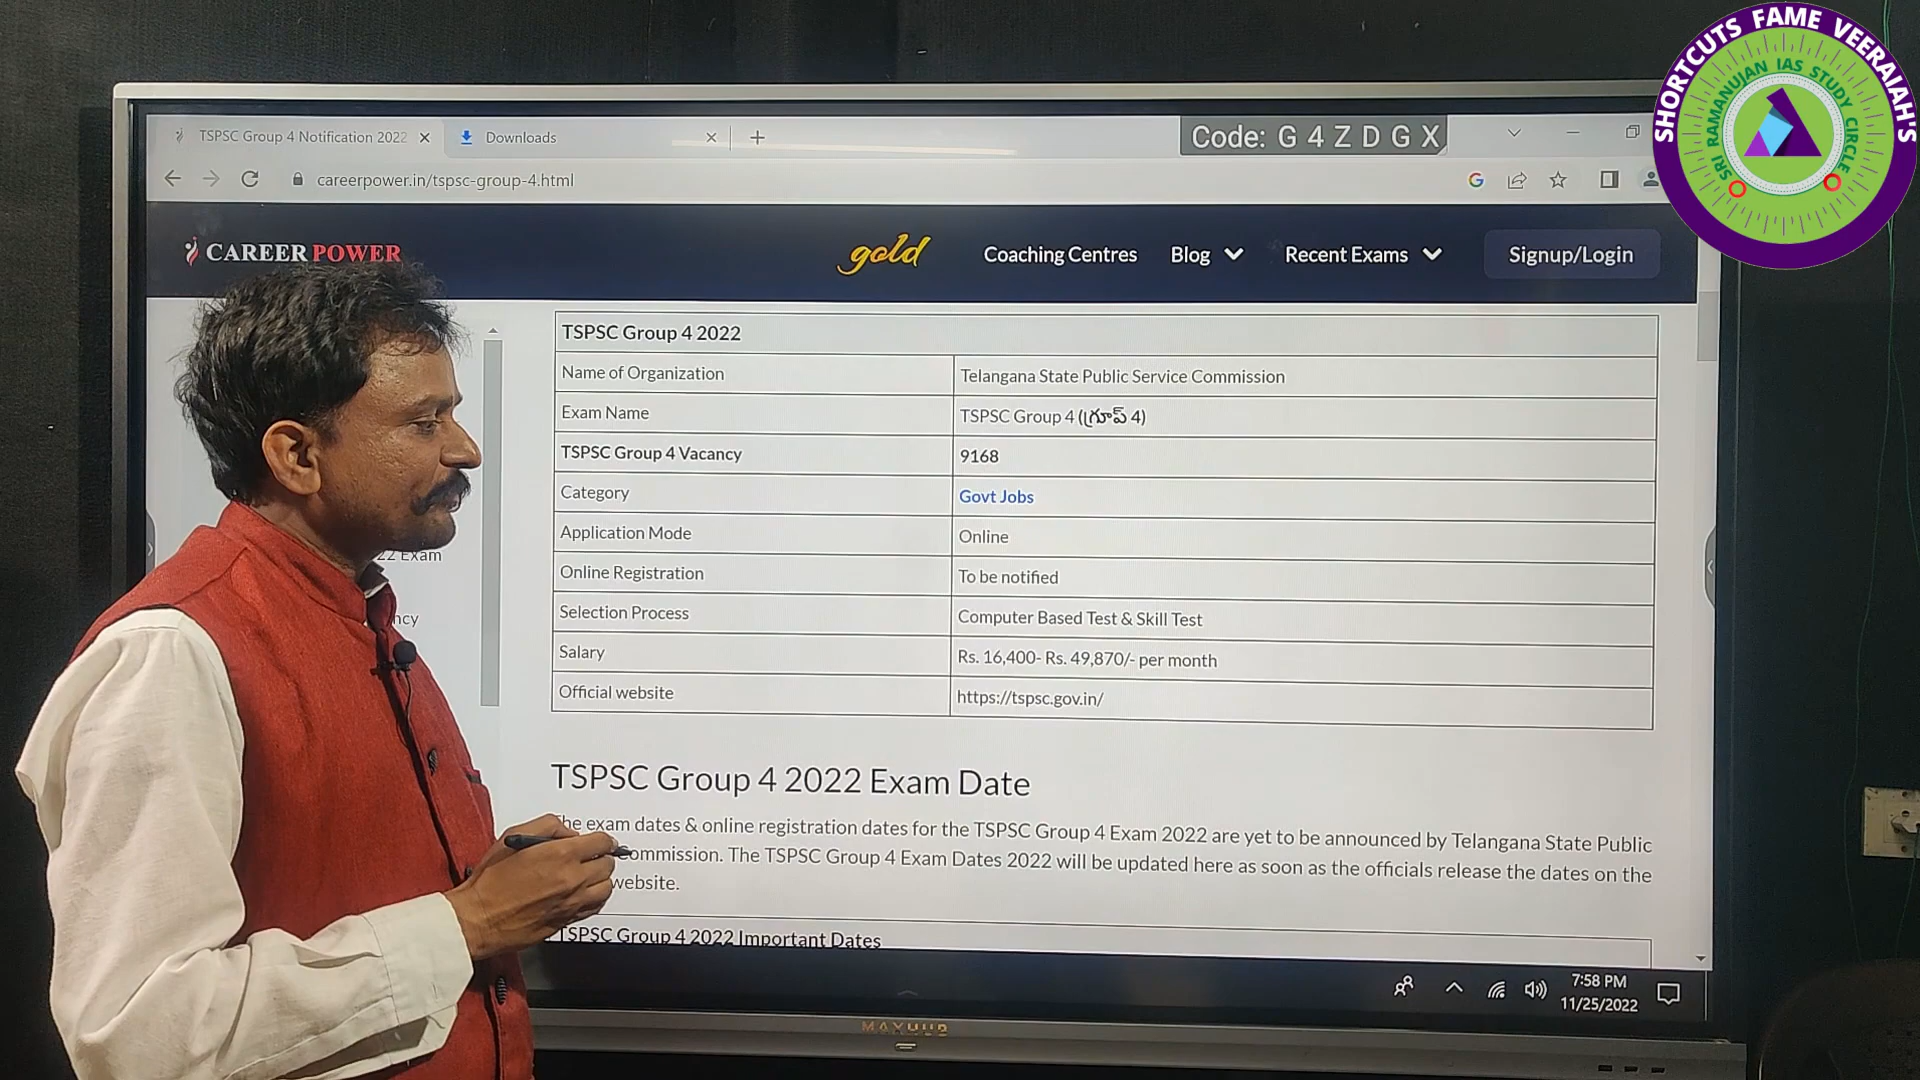 SHORTCUTS FAME VEERAIAH'S
SRI RAMANUJAN IAS STUDY CIRCLE
TSPSC Group 4 Notification 2022
Downloads
Code: G 4 Z D G X
careerpower.in/tspsc-group-4.html
CAREER POWER
gold
Coaching Centres
Blog
Recent Exams
Signup/Login
TSPSC Group 4 2022
Name of Organization Telangana State Public Service Commission
Exam Name TSPSC Group 4 (గ్రూప్ 4)
TSPSC Group 4 Vacancy 9168
Category Govt Jobs
Application Mode Online
Online Registration To be notified
Selection Process Computer Based Test & Skill Test
Salary Rs. 16,400- Rs. 49,870/- per month
Official website https://tspsc.gov.in/
22 Exam
ncy
TSPSC Group 4 2022 Exam Date
The exam dates & online registration dates for the TSPSC Group 4 Exam 2022 are yet to be announced by Telangana State Public
Commission. The TSPSC Group 4 Exam Dates 2022 will be updated here as soon as the officials release the dates on the
website.
TSPSC Group 4 2022 Important Dates
7:58 PM
11/25/2022
MAXHUB